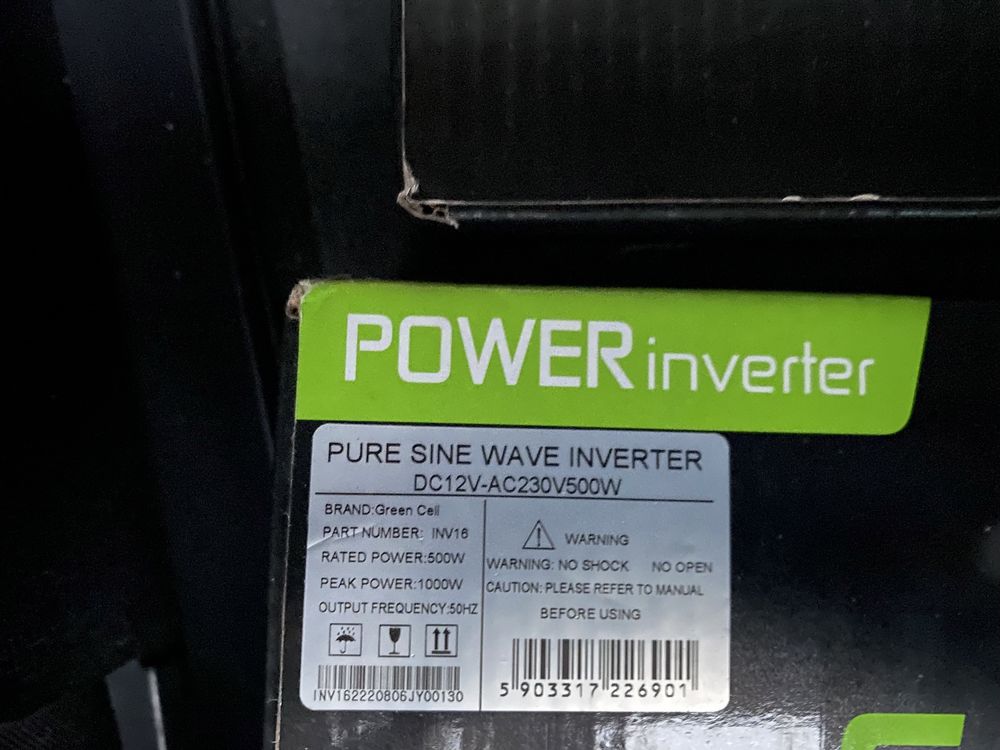 POWER inverter
PURE SINE WAVE INVERTER
DC12V-AC230V500W
BRAND:Green Cell
PART NUMBER: INV16
RATED POWER:500W
PEAK POWER:1000W
OUTPUT FREQUENCY:50HZ
INV162220806JY00130
WARNING
WARNING: NO SHOCK NO OPEN
CAUTION: PLEASE REFER TO MANUAL
BEFORE USING
5 903317 226901